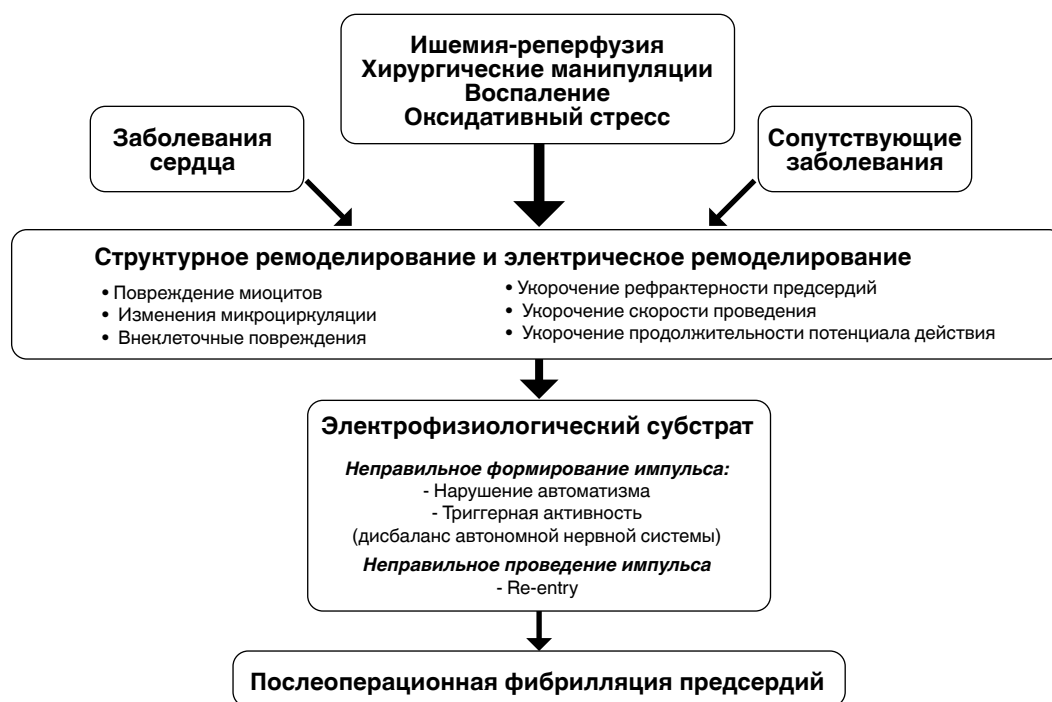 Ишемия-реперфузия
Хирургические манипуляции
Воспаление
Оксидативный стресс
Заболевания
сердца
Сопутствующие
заболевания
Структурное ремоделирование и электрическое ремоделирование
• Повреждение миоцитов
• Изменения микроциркуляции
• Внеклеточные повреждения
• Укорочение рефрактерности предсердий
• Укорочение скорости проведения
• Укорочение продолжительности потенциала действия
Электрофизиологический субстрат
Неправильное формирование импульса:
- Нарушение автоматизма
- Триггерная активность
(дисбаланс автономной нервной системы)
Неправильное проведение импульса
- Re-entry
Послеоперационная фибрилляция предсердий